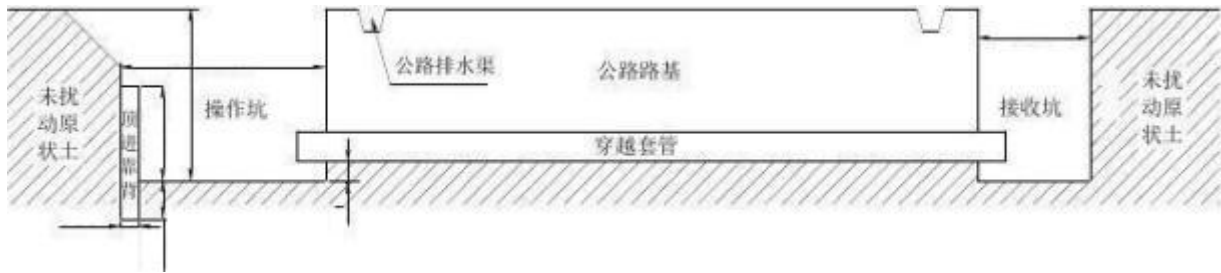 公路排水渠
公路路基
未扰
动原
状土
顶进靠背
操作坑
接收坑
未扰
动原
状土
穿越套管